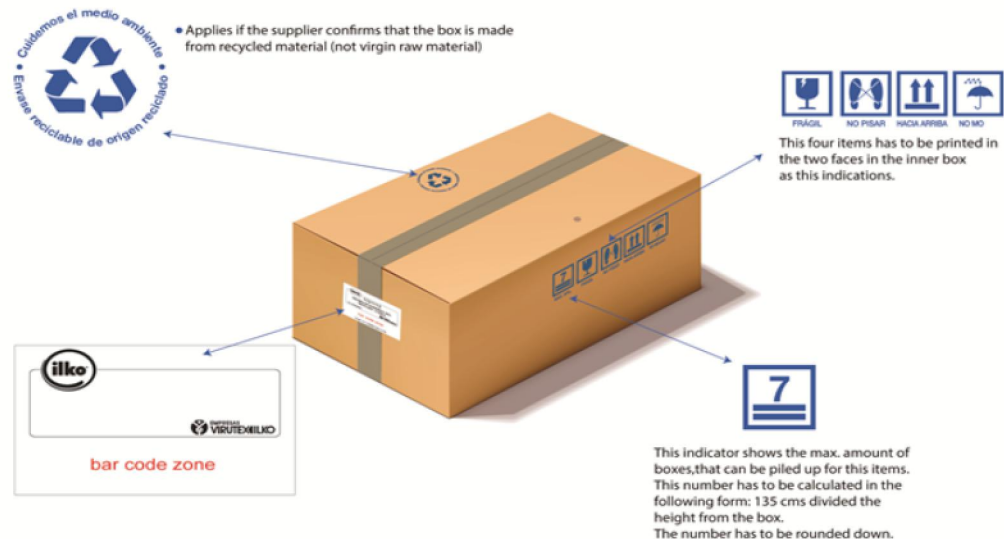 Cuidemos el medio ambiente
Envase reciclable de origen reciclado
Applies if the supplier confirms that the box is made
from recycled material (not virgin raw material)
FRÁGIL
NO PISAR
HACIA ARRIBA
NO MO
This four items has to be printed in
the two faces in the inner box
as this indications.
7
ilko
EMPRESAS
VIRUTEX ILKO
bar code zone
7
This indicator shows the max. amount of
boxes,that can be piled up for this items.
This number has to be calculated in the
following form: 135 cms divided the
height from the box.
The number has to be rounded down.